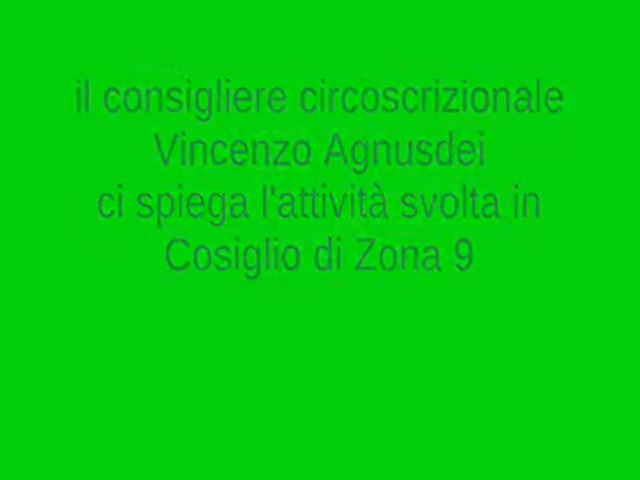 il consigliere circoscrizionale
Vincenzo Agnusdei
ci spiega l'attività svolta in
Cosiglio di Zona 9